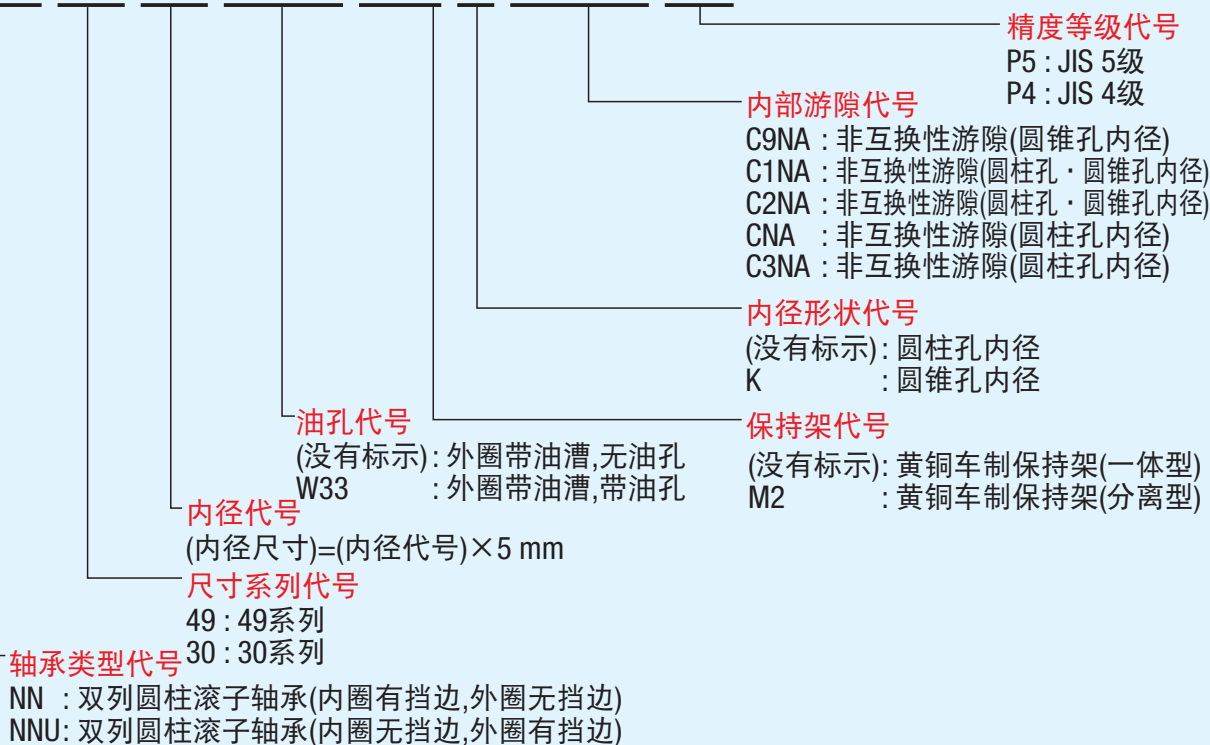 精度等级代号
P5 : JIS 5级
P4 : JIS 4级
内部游隙代号
C9NA : 非互换性游隙(圆锥孔内径)
C1NA : 非互换性游隙(圆柱孔・圆锥孔内径)
C2NA : 非互换性游隙(圆柱孔・圆锥孔内径)
CNA : 非互换性游隙(圆柱孔内径)
C3NA : 非互换性游隙(圆柱孔内径)
内径形状代号
(没有标示) : 圆柱孔内径
K : 圆锥孔内径
保持架代号
(没有标示) : 黄铜车制保持架(一体型)
M2 : 黄铜车制保持架(分离型)
油孔代号
(没有标示) : 外圈带油漕,无油孔
W33 : 外圈带油漕,带油孔
内径代号
(内径尺寸)=(内径代号)×5 mm
尺寸系列代号
49 : 49系列
30 : 30系列
轴承类型代号
NN : 双列圆柱滚子轴承(内圈有挡边,外圈无挡边)
NNU: 双列圆柱滚子轴承(内圈无挡边,外圈有挡边)